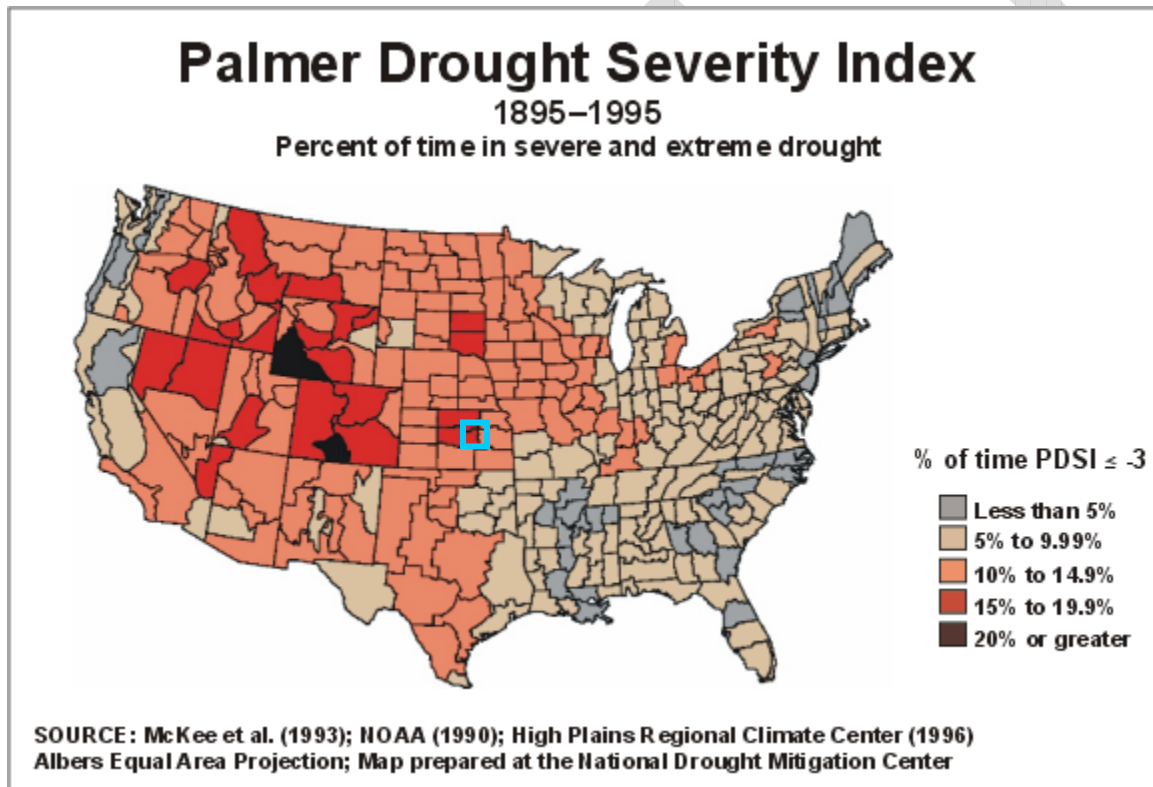 Palmer Drought Severity Index
1895–1995
Percent of time in severe and extreme drought
% of time PDSI ≤ -3
Less than 5%
5% to 9.99%
10% to 14.9%
15% to 19.9%
20% or greater
SOURCE: McKee et al. (1993); NOAA (1990); High Plains Regional Climate Center (1996)
Albers Equal Area Projection; Map prepared at the National Drought Mitigation Center